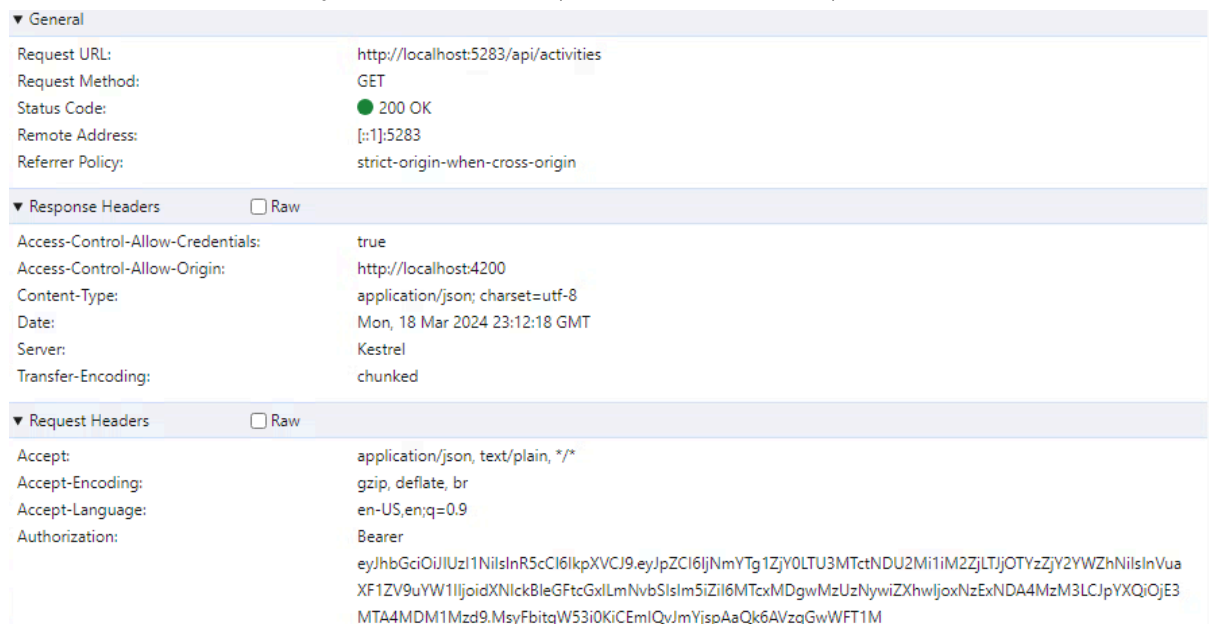 ▼ General
Request URL: http://localhost:5283/api/activities
Request Method: GET
Status Code: 200 OK
Remote Address: [::1]:5283
Referrer Policy: strict-origin-when-cross-origin
▼ Response Headers Raw
Access-Control-Allow-Credentials: true
Access-Control-Allow-Origin: http://localhost:4200
Content-Type: application/json; charset=utf-8
Date: Mon, 18 Mar 2024 23:12:18 GMT
Server: Kestrel
Transfer-Encoding: chunked
▼ Request Headers Raw
Accept: application/json, text/plain, */*
Accept-Encoding: gzip, deflate, br
Accept-Language: en-US,en;q=0.9
Authorization: Bearer